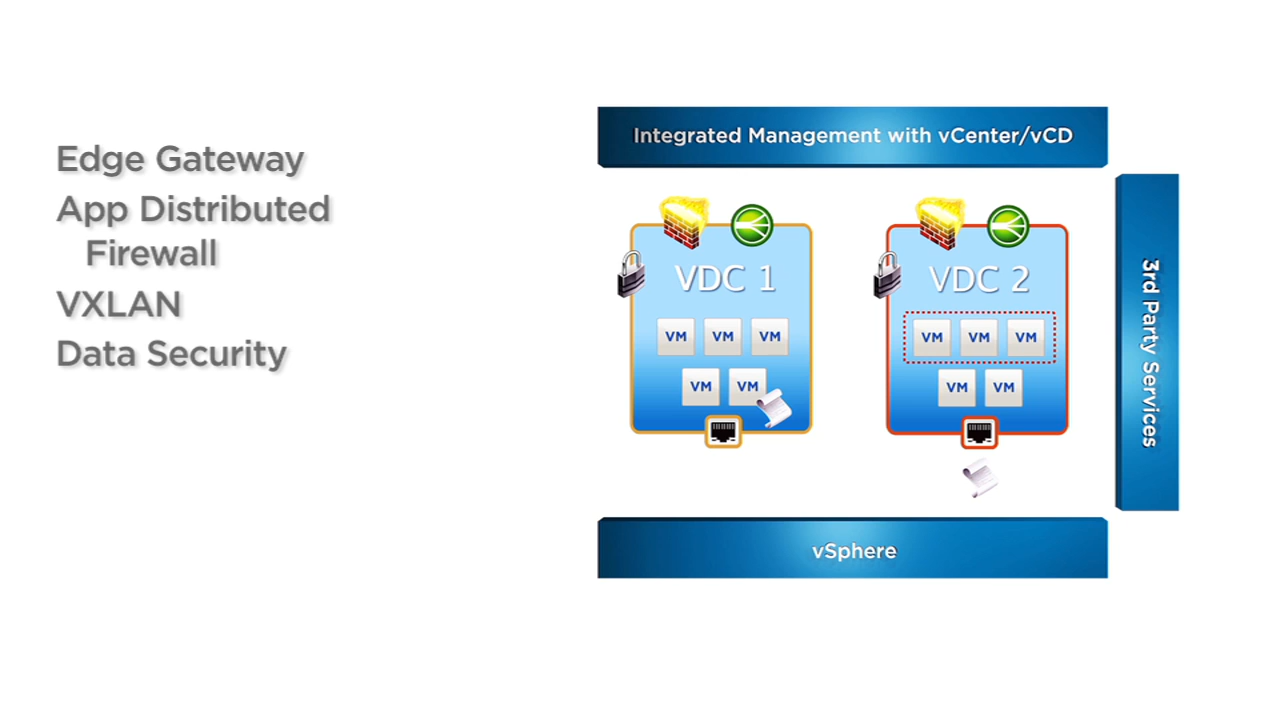 Edge Gateway
App Distributed
Firewall
VXLAN
Data Security
Integrated Management with vCenter/vCD
VDC 1
VM VM VM
VM VM
VDC 2
VM VM VM
VM VM
3rd Party Services
vSphere